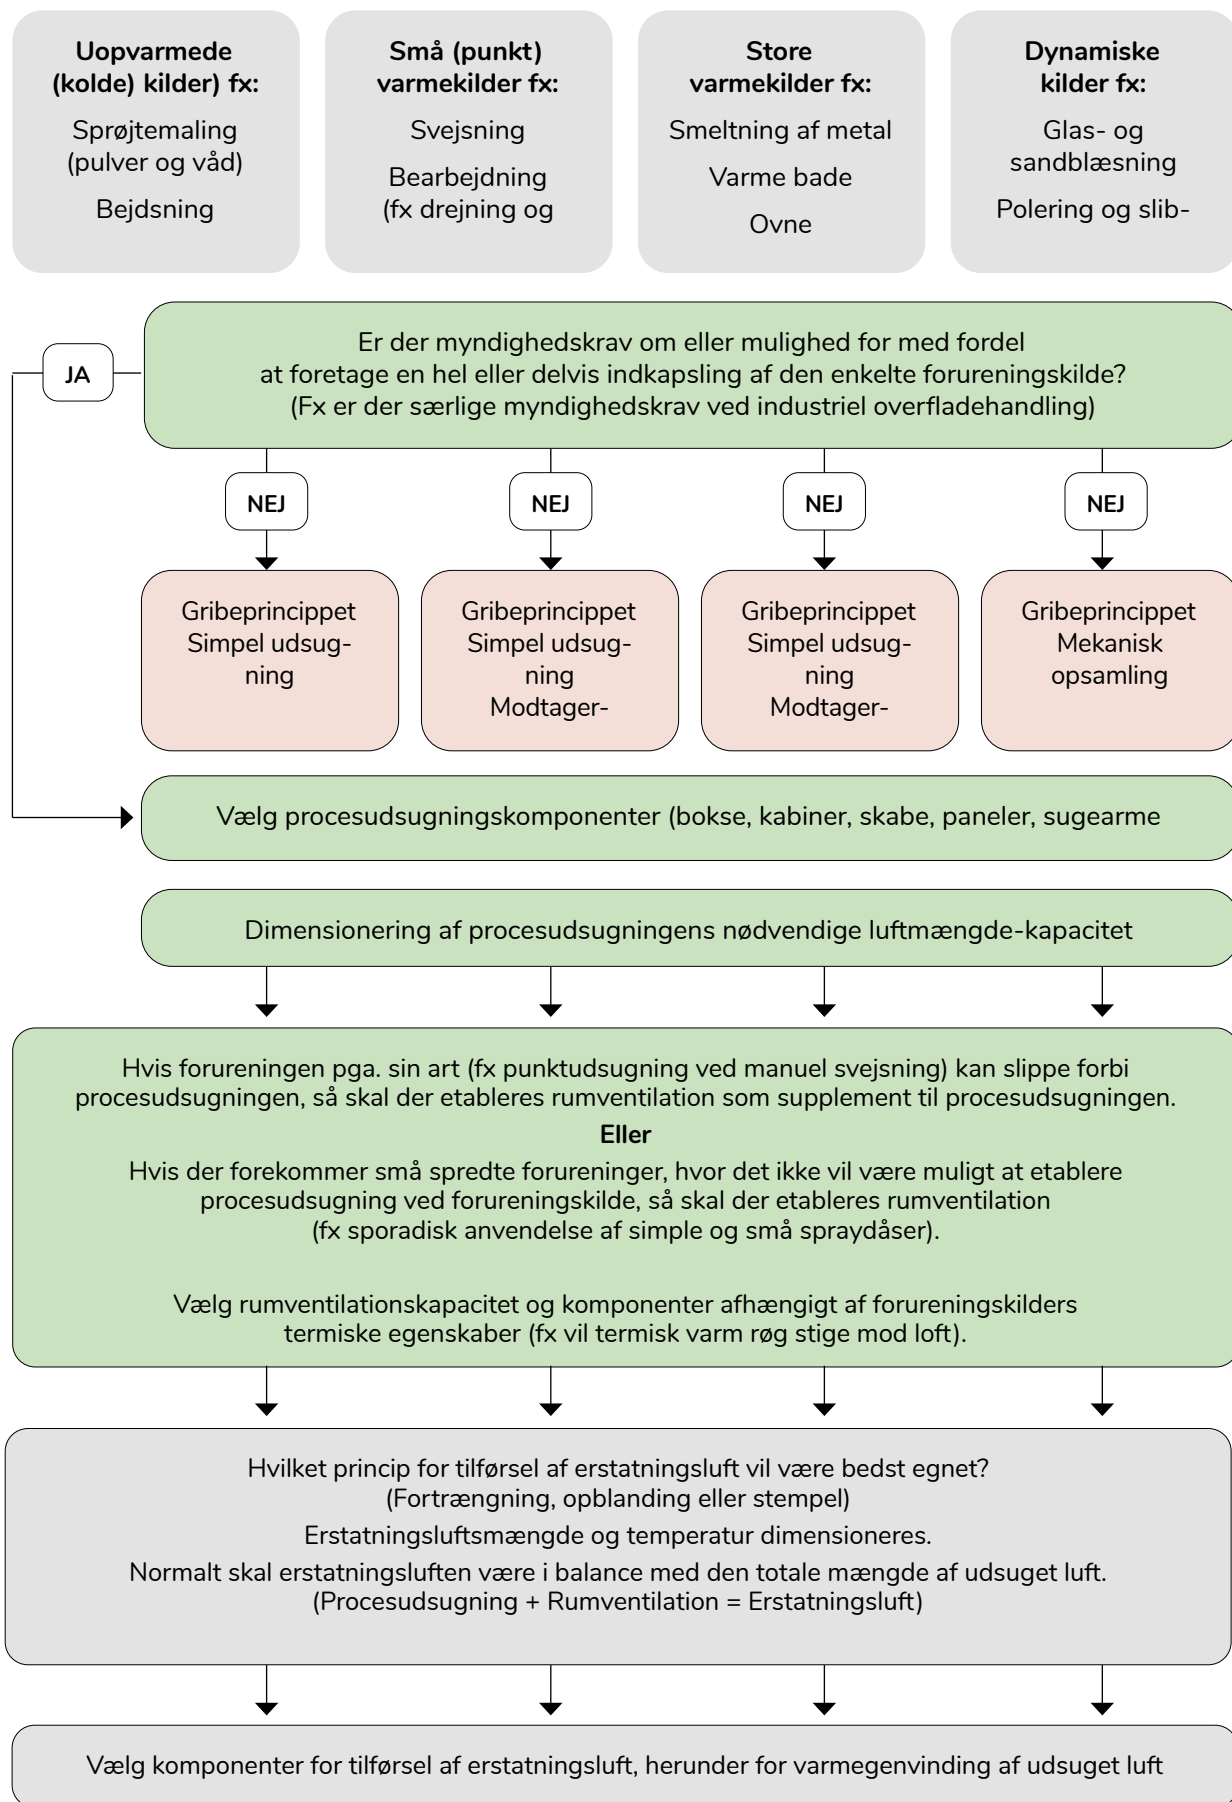 Uopvarmede
(kolde) kilder) fx:
Sprøjtemaling
(pulver og våd)
Bejdsning
Små (punkt)
varmekilder fx:
Svejsning
Bearbejdning
(fx drejning og
Store
varmekilder fx:
Smeltning af metal
Varme bade
Ovne
Dynamiske
kilder fx:
Glas- og
sandblæsning
Polering og slib-
Er der myndighedskrav om eller mulighed for med fordel
at foretage en hel eller delvis indkapsling af den enkelte forureningskilde?
(Fx er der særlige myndighedskrav ved industriel overfladehandling)
JA
NEJ
NEJ
NEJ
NEJ
Gribeprincippet
Simpel udsug-
ning
Gribeprincippet
Simpel udsug-
ning
Modtager-
Gribeprincippet
Simpel udsug-
ning
Modtager-
Gribeprincippet
Mekanisk
opsamling
Vælg procesudsugningskomponenter (bokse, kabiner, skabe, paneler, sugearme
Dimensionering af procesudsugningens nødvendige luftmængde-kapacitet
Hvis forureningen pga. sin art (fx punktudsugning ved manuel svejsning) kan slippe forbi
procesudsugningen, så skal der etableres rumventilation som supplement til procesudsugningen.
Eller
Hvis der forekommer små spredte forureninger, hvor det ikke vil være muligt at etablere
procesudsugning ved forureningskilde, så skal der etableres rumventilation
(fx sporadisk anvendelse af simple og små spraydåser).
Vælg rumventilationskapacitet og komponenter afhængigt af forureningskilders
termiske egenskaber (fx vil termisk varm røg stige mod loft).
Hvilket princip for tilførsel af erstatningsluft vil være bedst egnet?
(Fortrængning, opblanding eller stempel)
Erstatningsluftsmængde og temperatur dimensioneres.
Normalt skal erstatningsluften være i balance med den totale mængde af udsuget luft.
(Procesudsugning + Rumventilation = Erstatningsluft)
Vælg komponenter for tilførsel af erstatningsluft, herunder for varmegenvinding af udsuget luft